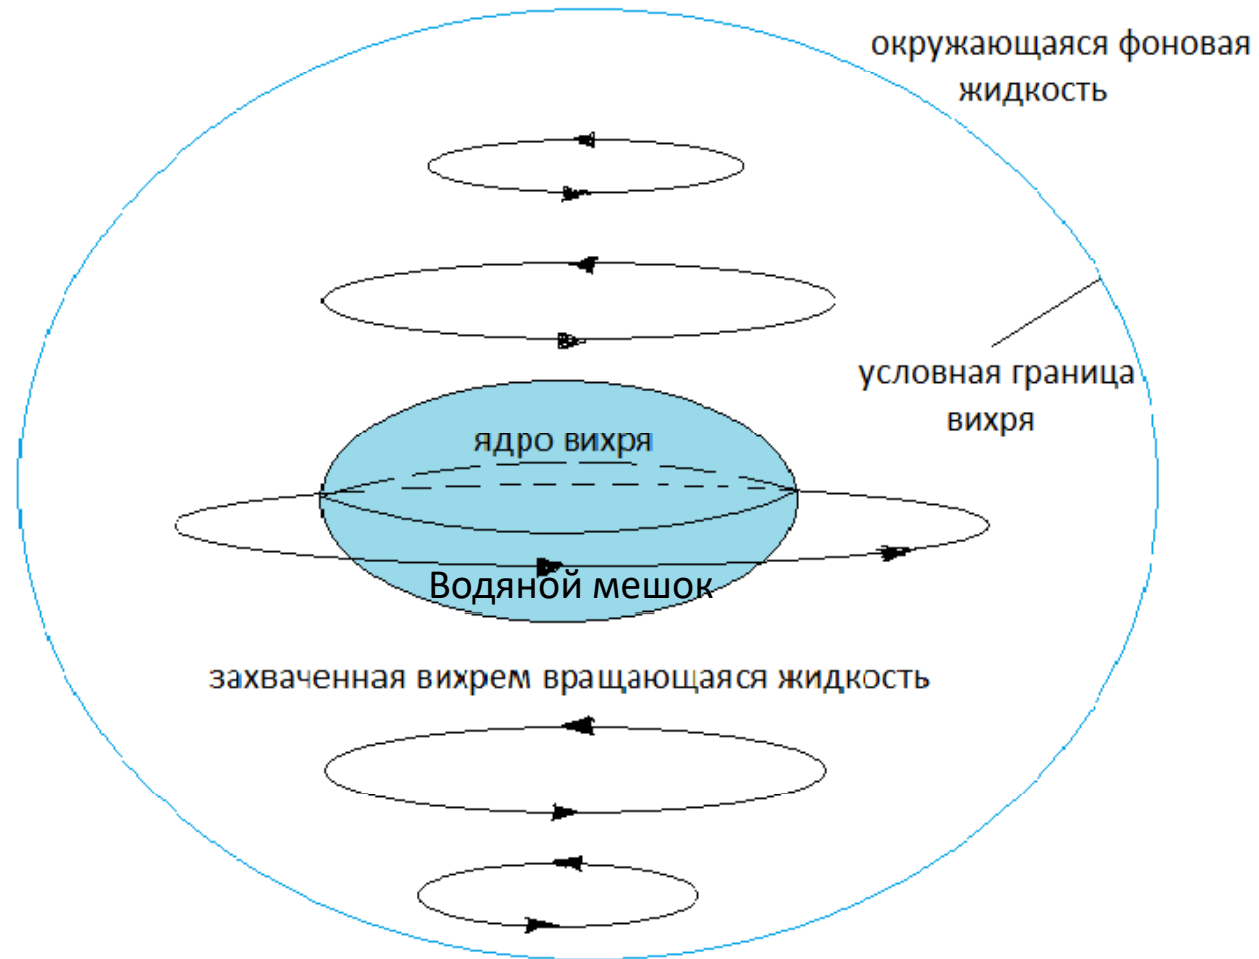 окружающаяся фоновая
жидкость
условная граница
вихря
ядро вихря
Водяной мешок
захваченная вихрем вращающаяся жидкость